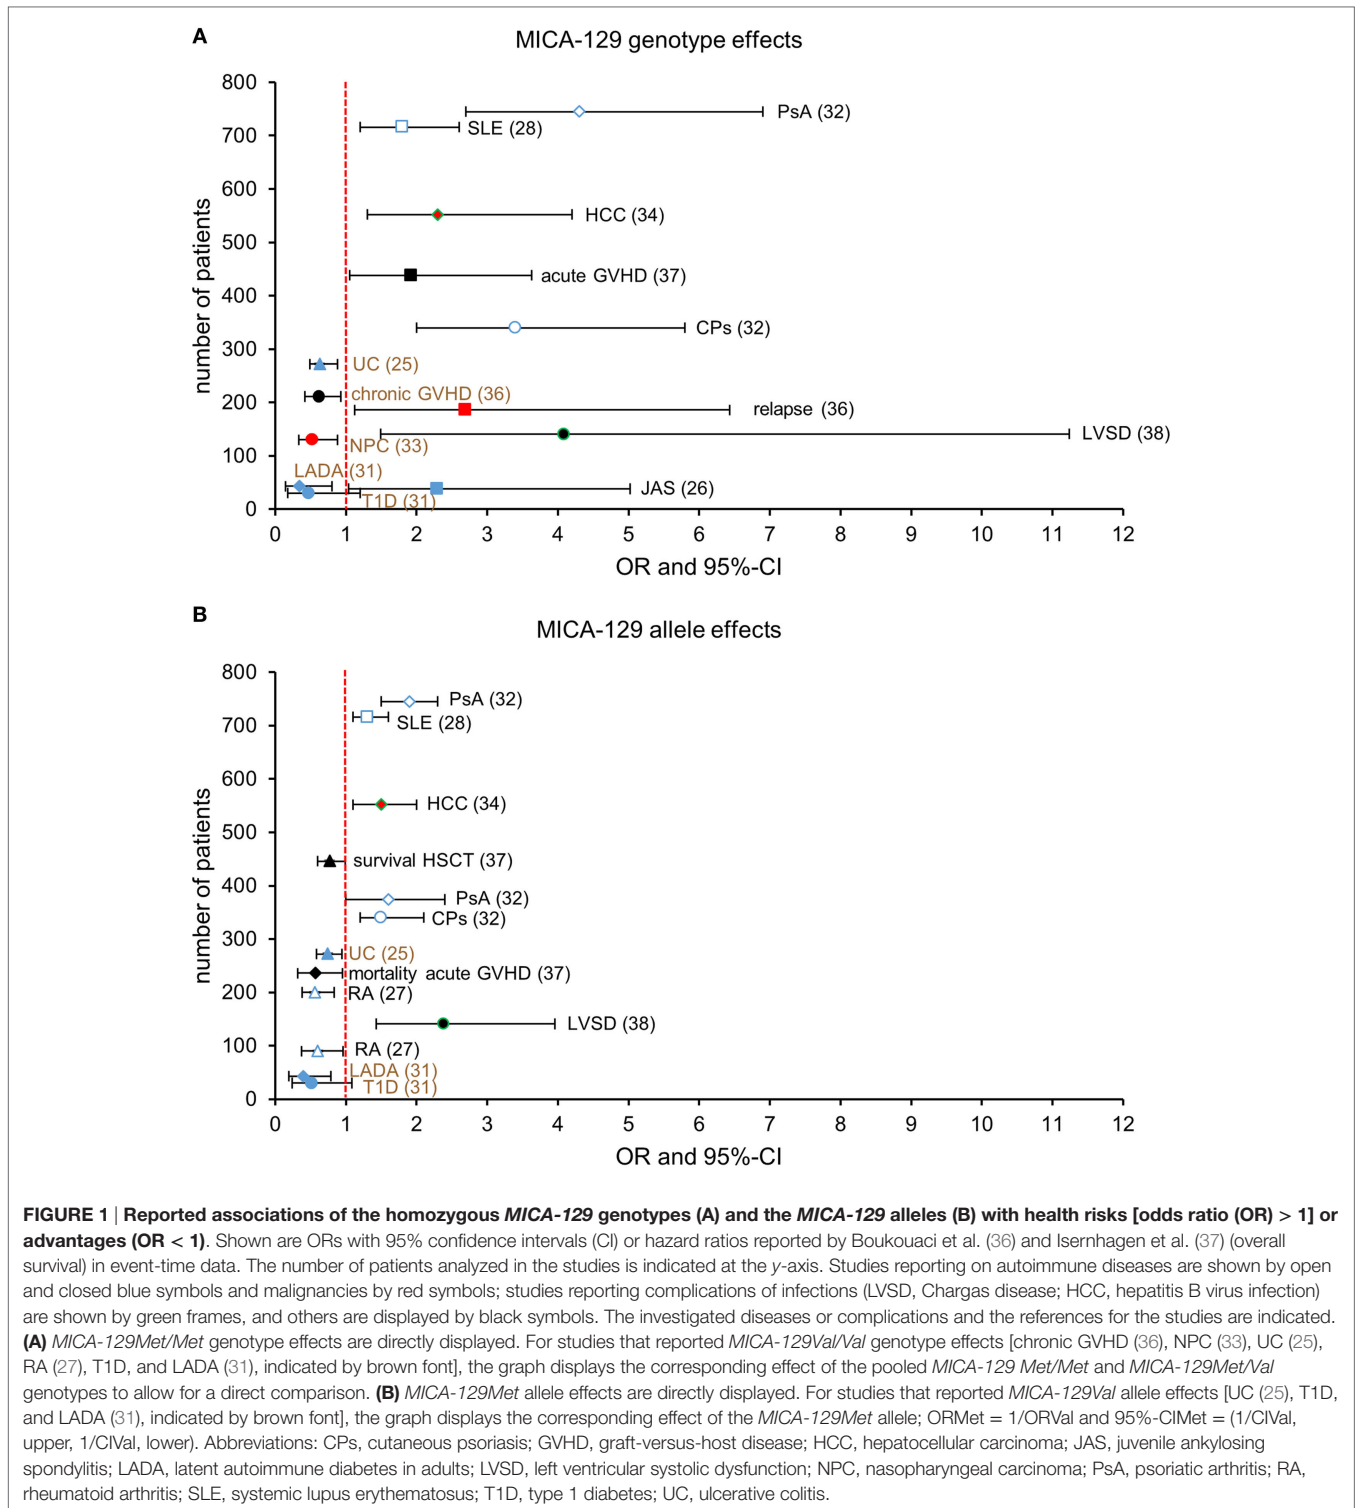 A
MICA-129 genotype effects
800
700
600
500
400
300
200
100
0
number of patients
PsA (32)
SLE (28)
HCC (34)
acute GVHD (37)
CPs (32)
UC (25)
chronic GVHD (36)
relapse (36)
LVSD (38)
NPC (33)
LADA (31)
JAS (26)
T1D (31)
0 1 2 3 4 5 6 7 8 9 10 11 12
OR and 95%-CI
B
MICA-129 allele effects
800
700
600
500
400
300
200
100
0
number of patients
PsA (32)
SLE (28)
HCC (34)
survival HSCT (37)
PsA (32)
CPs (32)
UC (25)
mortality acute GVHD (37)
RA (27)
LVSD (38)
RA (27)
LADA (31)
T1D (31)
0 1 2 3 4 5 6 7 8 9 10 11 12
OR and 95%-CI
FIGURE 1 | Reported associations of the homozygous MICA-129 genotypes (A) and the MICA-129 alleles (B) with health risks [odds ratio (OR) > 1] or
advantages (OR < 1). Shown are ORs with 95% confidence intervals (CI) or hazard ratios reported by Boukouaci et al. (36) and Isernhagen et al. (37) (overall
survival) in event-time data. The number of patients analyzed in the studies is indicated at the y-axis. Studies reporting on autoimmune diseases are shown by open
and closed blue symbols and malignancies by red symbols; studies reporting complications of infections (LVSD, Chargas disease; HCC, hepatitis B virus infection)
are shown by green frames, and others are displayed by black symbols. The investigated diseases or complications and the references for the studies are indicated.
(A) MICA-129Met/Met genotype effects are directly displayed. For studies that reported MICA-129Val/Val genotype effects [chronic GVHD (36), NPC (33), UC (25),
RA (27), T1D, and LADA (31), indicated by brown font], the graph displays the corresponding effect of the pooled MICA-129 Met/Met and MICA-129Met/Val
genotypes to allow for a direct comparison. (B) MICA-129Met allele effects are directly displayed. For studies that reported MICA-129Val allele effects [UC (25), T1D,
and LADA (31), indicated by brown font], the graph displays the corresponding effect of the MICA-129Met allele; ORMet = 1/ORVal and 95%-CIMet = (1/CIVal,
upper, 1/CIVal, lower). Abbreviations: CPs, cutaneous psoriasis; GVHD, graft-versus-host disease; HCC, hepatocellular carcinoma; JAS, juvenile ankylosing
spondylitis; LADA, latent autoimmune diabetes in adults; LVSD, left ventricular systolic dysfunction; NPC, nasopharyngeal carcinoma; PsA, psoriatic arthritis; RA,
rheumatoid arthritis; SLE, systemic lupus erythematosus; T1D, type 1 diabetes; UC, ulcerative colitis.